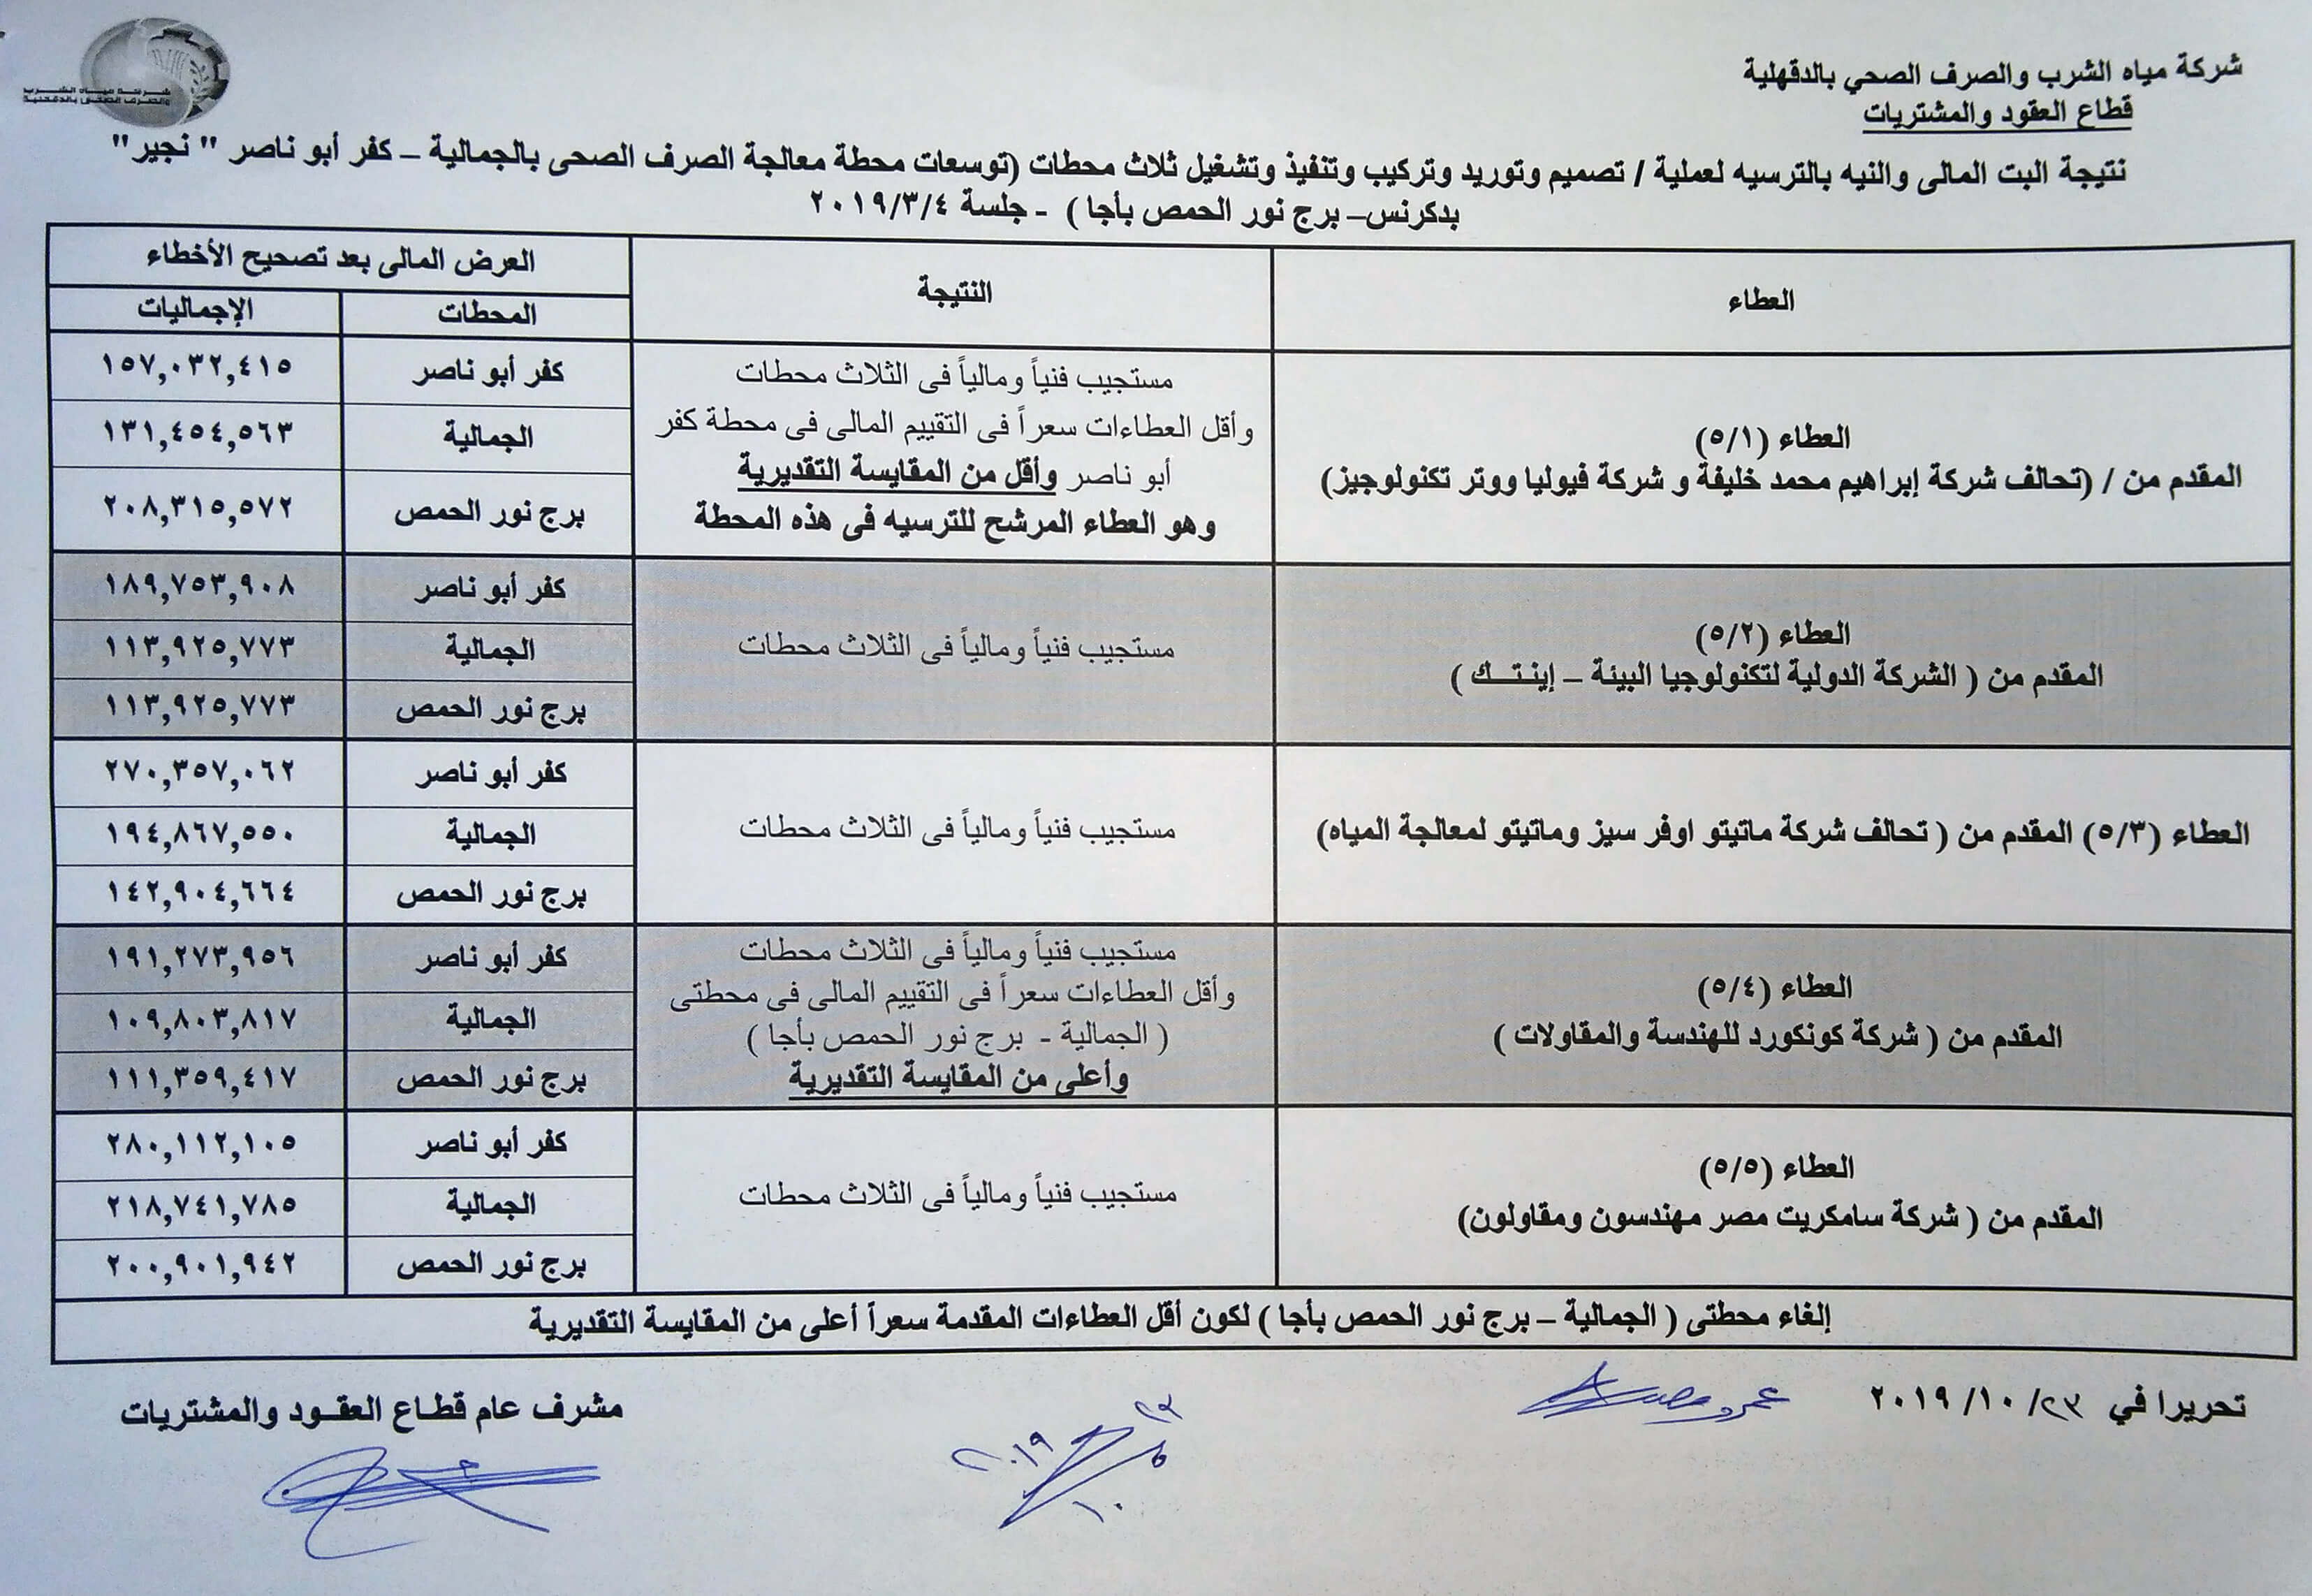 شركة مياه الشرب والصرف الصحي بالدقهلية
قطاع العقود والمشتريات
شركة مياه الشرب
والصرف الصحى بالدقهلية
نتيجة البت المالى والنيه بالترسيه لعملية / تصميم وتوريد وتركيب وتنفيذ وتشغيل ثلاث محطات (توسعات محطة معالجة الصرف الصحى بالجمالية – كفر أبو ناصر " نجير"
بدكرنس– برج نور الحمص بأجا ) - جلسة ٢٠١٩/٣/٤
العطاء
النتيجة
العرض المالى بعد تصحيح الأخطاء
المحطات
الإجماليات
العطاء (٥/١)
المقدم من / (تحالف شركة إبراهيم محمد خليفة و شركة فيوليا ووتر تكنولوجيز)
مستجيب فنياً ومالياً فى الثلاث محطات
وأقل العطاءات سعراً فى التقييم المالى فى محطة كفر
أبو ناصر وأقل من المقايسة التقديرية
وهو العطاء المرشح للترسيه فى هذه المحطة
كفر أبو ناصر
١٥٧,٠٣٢,٤١٥
الجمالية
١٣١,٤٥٤,٥٦٣
برج نور الحمص
٢٠٨,٣١٥,٥٧٢
العطاء (٥/٢)
المقدم من ( الشركة الدولية لتكنولوجيا البيئة – إينـتــك )
مستجيب فنياً ومالياً فى الثلاث محطات
كفر أبو ناصر
١٨٩,٧٥٣,٩٠٨
الجمالية
١١٣,٩٢٥,٧٧٣
برج نور الحمص
١١٣,٩٢٥,٧٧٣
العطاء (٥/٣) المقدم من ( تحالف شركة ماتيتو اوفر سيز وماتيتو لمعالجة المياه)
مستجيب فنياً ومالياً فى الثلاث محطات
كفر أبو ناصر
٢٧٠,٣٥٧,٠٦٢
الجمالية
١٩٤,٨٦٧,٥٥٠
برج نور الحمص
١٤٢,٩٠٤,٦٦٤
العطاء (٥/٤)
المقدم من ( شركة كونكورد للهندسة والمقاولات )
مستجيب فنياً ومالياً فى الثلاث محطات
وأقل العطاءات سعراً فى التقييم المالى فى محطتى
( الجمالية - برج نور الحمص بأجا )
وأعلى من المقايسة التقديرية
كفر أبو ناصر
١٩١,٢٧٣,٩٥٦
الجمالية
١٠٩,٨٠٣,٨١٧
برج نور الحمص
١١١,٣٥٩,٤١٧
العطاء (٥/٥)
المقدم من ( شركة سامكريت مصر مهندسون ومقاولون)
مستجيب فنياً ومالياً فى الثلاث محطات
كفر أبو ناصر
٢٨٠,١١٢,١٠٥
الجمالية
٢١٨,٧٤١,٧٨٥
برج نور الحمص
٢٠٠,٩٠١,٩٤٢
إلغاء محطتى ( الجمالية – برج نور الحمص بأجا ) لكون أقل العطاءات المقدمة سعراً أعلى من المقايسة التقديرية
تحريرا في ٢٣/ ١٠/ ٢٠١٩
مشرف عام قطـاع العقــود والمشتريات
٢٣
٢٠١٩
١٠